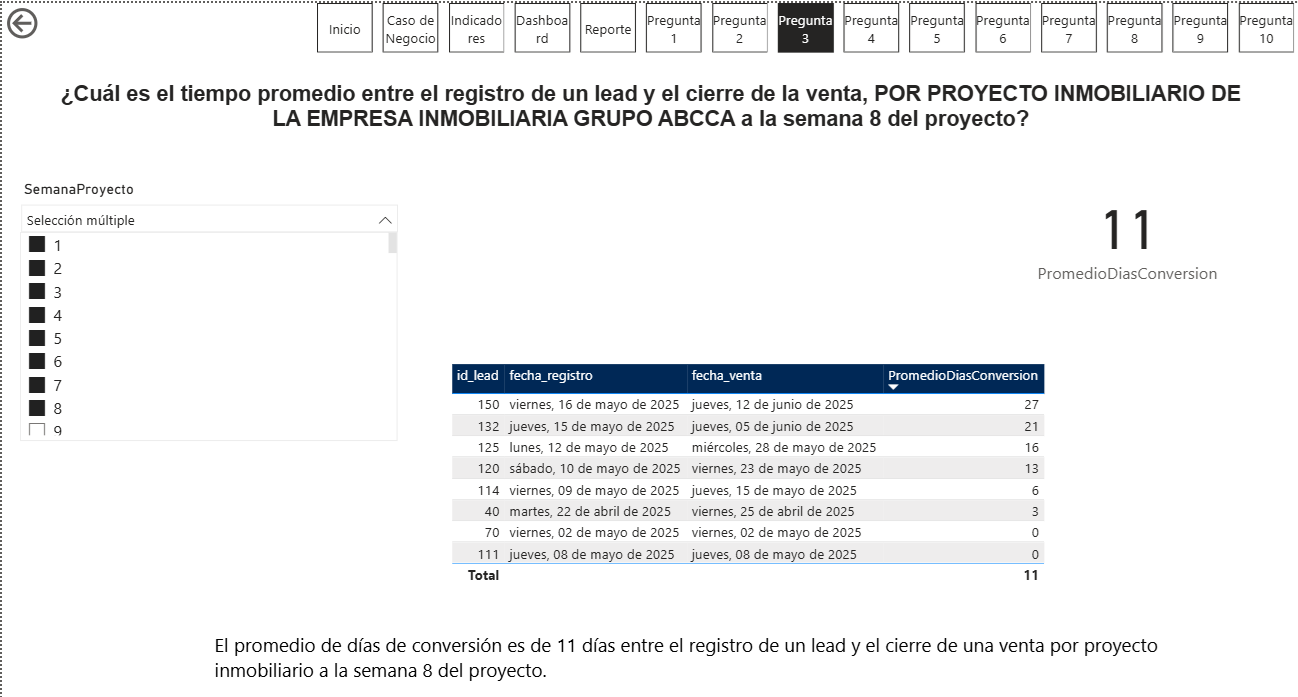 Inicio
Caso de
Negocio
Indicado
res
Dashboa
rd
Reporte
Pregunta
1
Pregunta
2
Pregunta
3
Pregunta
4
Pregunta
5
Pregunta
6
Pregunta
7
Pregunta
8
Pregunta
9
Pregunta
10
¿Cuál es el tiempo promedio entre el registro de un lead y el cierre de la venta, POR PROYECTO INMOBILIARIO DE
LA EMPRESA INMOBILIARIA GRUPO ABCCA a la semana 8 del proyecto?
SemanaProyecto
Selección múltiple
1
2
3
4
5
6
7
8
9
11
PromedioDiasConversion
id_lead fecha_registro fecha_venta PromedioDiasConversion
150 viernes, 16 de mayo de 2025 jueves, 12 de junio de 2025 27
132 jueves, 15 de mayo de 2025 jueves, 05 de junio de 2025 21
125 lunes, 12 de mayo de 2025 miércoles, 28 de mayo de 2025 16
120 sábado, 10 de mayo de 2025 viernes, 23 de mayo de 2025 13
114 viernes, 09 de mayo de 2025 jueves, 15 de mayo de 2025 6
40 martes, 22 de abril de 2025 viernes, 25 de abril de 2025 3
70 viernes, 02 de mayo de 2025 viernes, 02 de mayo de 2025 0
111 jueves, 08 de mayo de 2025 jueves, 08 de mayo de 2025 0
Total 11
El promedio de días de conversión es de 11 días entre el registro de un lead y el cierre de una venta por proyecto
inmobiliario a la semana 8 del proyecto.